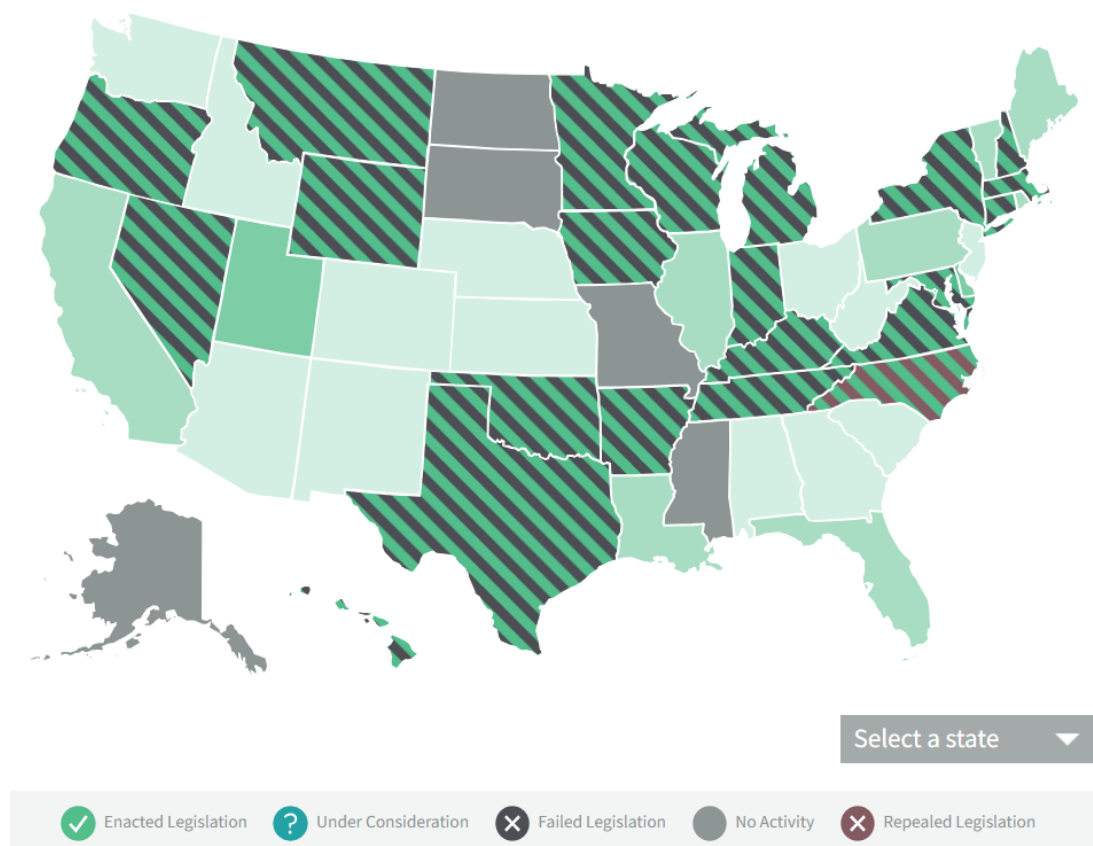 Select a state
Enacted Legislation
? Under Consideration
Failed Legislation
No Activity
Repealed Legislation